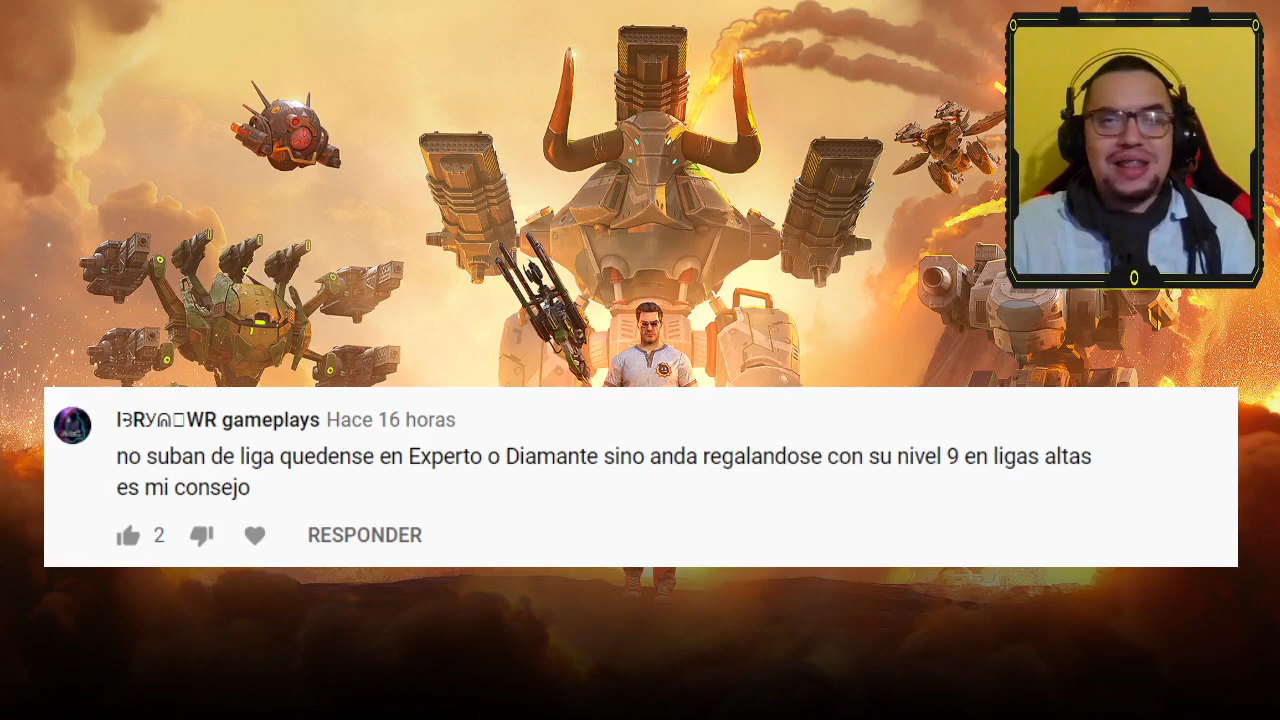 WR gameplays Hace 16 horas
no suban de liga quedense en Experto o Diamante sino anda regalandose con su nivel 9 en ligas altas
es mi consejo
2 RESPONDER